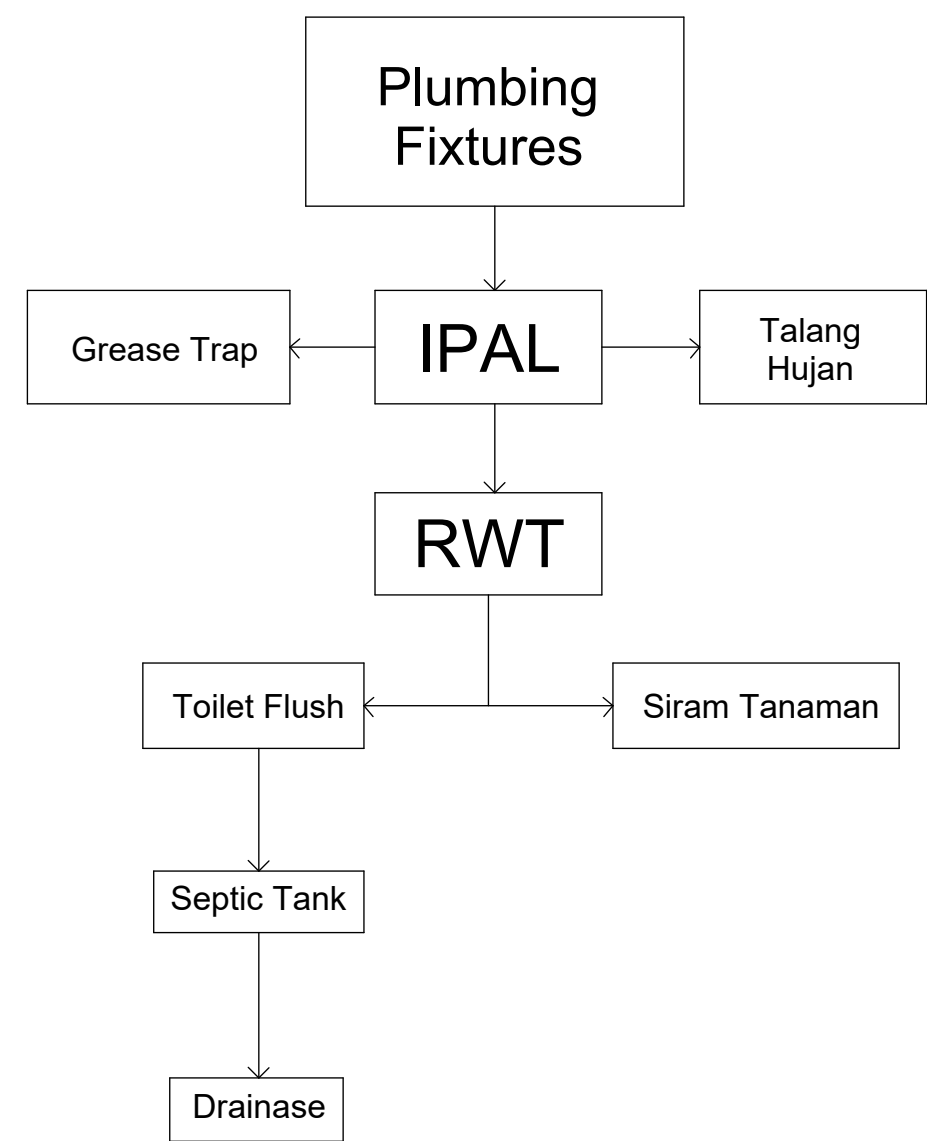 Plumbing
Fixtures
Grease Trap
IPAL
Talang
Hujan
RWT
Toilet Flush
Siram Tanaman
Septic Tank
Drainase